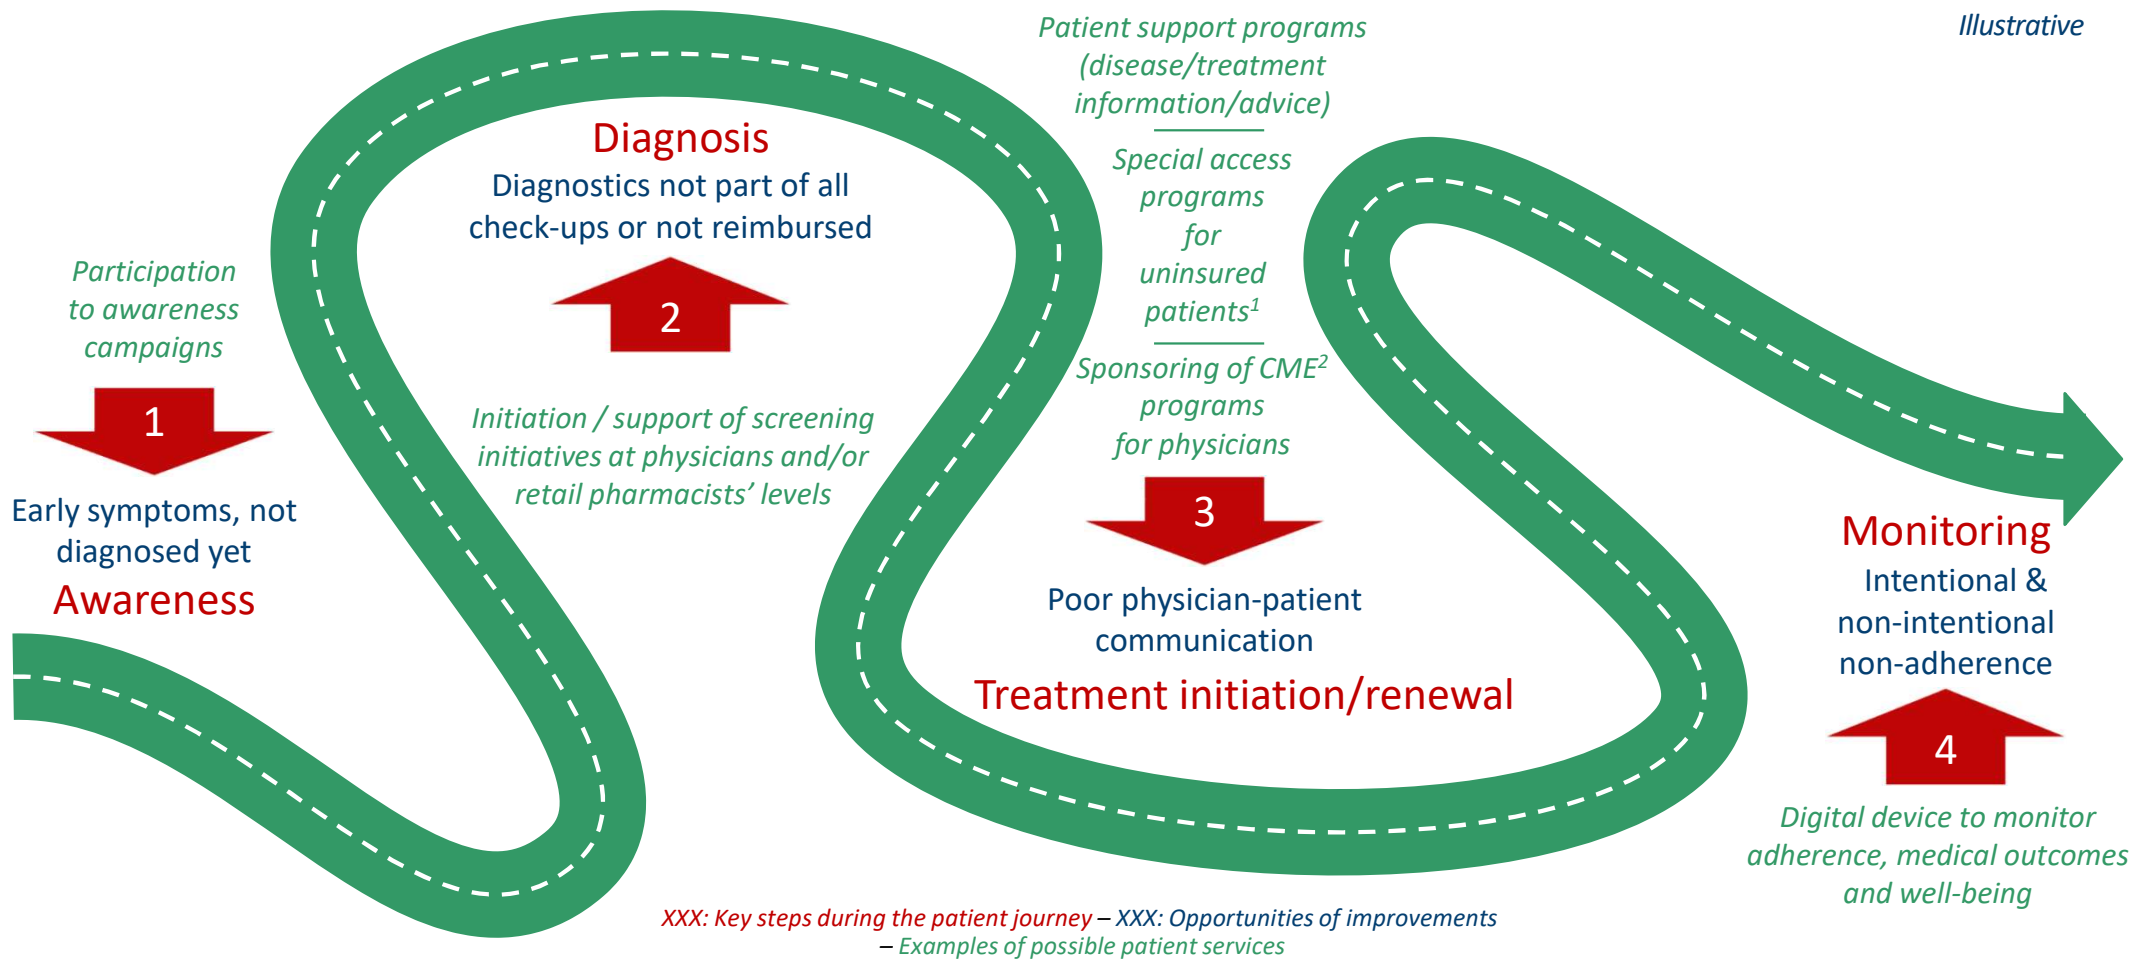 Illustrative
Participation
to awareness
campaigns
1
Early symptoms, not
diagnosed yet
Awareness
Diagnosis
Diagnostics not part of all
check-ups or not reimbursed
2
Initiation / support of screening
initiatives at physicians and/or
retail pharmacists’ levels
Patient support programs
(disease/treatment
information/advice)
Special access
programs
for
uninsured
patients¹
Sponsoring of CME²
programs
for physicians
3
Poor physician-patient
communication
Treatment initiation/renewal
Monitoring
Intentional &
non-intentional
non-adherence
4
Digital device to monitor
adherence, medical outcomes
and well-being
XXX: Key steps during the patient journey – XXX: Opportunities of improvements
– Examples of possible patient services